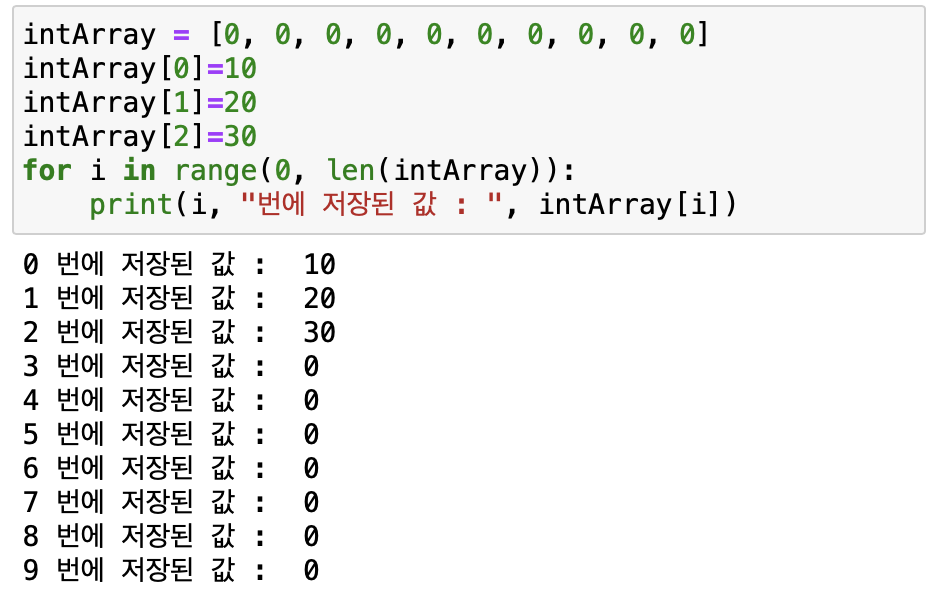 intArray = [0, 0, 0, 0, 0, 0, 0, 0, 0, 0]
intArray[0]=10
intArray[1]=20
intArray[2]=30
for i in range(0, len(intArray)):
    print(i, "번에 저장된 값 : ", intArray[i])
0 번에 저장된 값 :  10
1 번에 저장된 값 :  20
2 번에 저장된 값 :  30
3 번에 저장된 값 :  0
4 번에 저장된 값 :  0
5 번에 저장된 값 :  0
6 번에 저장된 값 :  0
7 번에 저장된 값 :  0
8 번에 저장된 값 :  0
9 번에 저장된 값 :  0